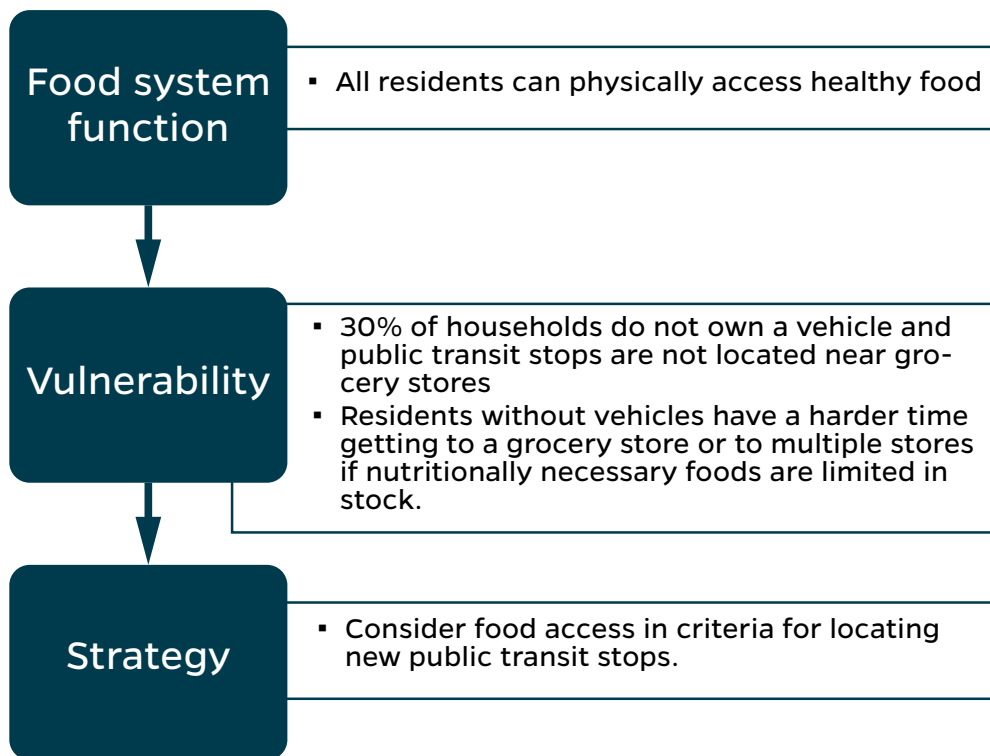 Food system
function
▪ All residents can physically access healthy food
Vulnerability
▪ 30% of households do not own a vehicle and
public transit stops are not located near gro-
cery stores
▪ Residents without vehicles have a harder time
getting to a grocery store or to multiple stores
if nutritionally necessary foods are limited in
stock.
Strategy
▪ Consider food access in criteria for locating
new public transit stops.